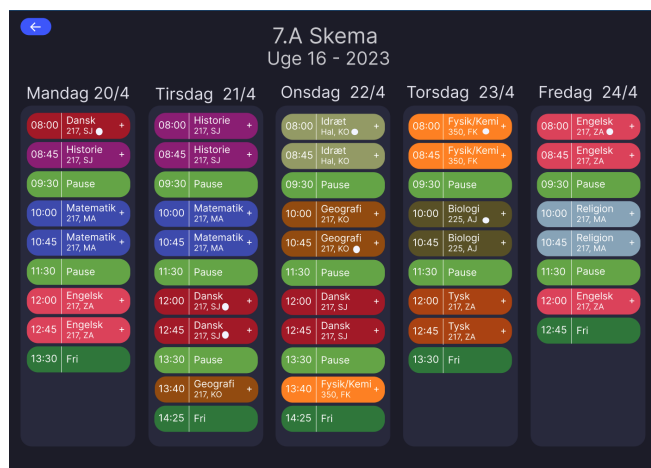 7.A Skema
Uge 16 - 2023
Mandag 20/4
08:00 Dansk +
217, SJ
08:45 Historie +
217, SJ
09:30 Pause
10:00 Matematik +
217, MA
10:45 Matematik +
217, MA
11:30 Pause
12:00 Engelsk +
217, ZA
12:45 Engelsk +
217, ZA
13:30 Fri
Tirsdag 21/4
08:00 Historie +
217, SJ
08:45 Historie +
217, SJ
09:30 Pause
10:00 Matematik +
217, MA
10:45 Matematik +
217, MA
11:30 Pause
12:00 Dansk +
217, SJ
12:45 Dansk +
217, SJ
13:30 Pause
13:40 Geografi +
217, KO
14:25 Fri
Onsdag 22/4
08:00 Idræt +
Hal, KO
08:45 Idræt +
Hal, KO
09:30 Pause
10:00 Geografi +
217, KO
10:45 Geografi +
217, KO
11:30 Pause
12:00 Dansk +
217, SJ
12:45 Dansk +
217, SJ
13:30 Pause
13:40 Fysik/Kemi +
350, FK
14:25 Fri
Torsdag 23/4
08:00 Fysik/Kemi +
350, FK
08:45 Fysik/Kemi +
350, FK
09:30 Pause
10:00 Biologi +
225, AJ
10:45 Biologi +
225, AJ
11:30 Pause
12:00 Tysk +
217, ZA
12:45 Tysk +
217, ZA
13:30 Fri
Fredag 24/4
08:00 Engelsk +
217, ZA
08:45 Engelsk +
217, ZA
09:30 Pause
10:00 Religion +
217, MA
10:45 Religion +
217, MA
11:30 Pause
12:00 Engelsk +
217, ZA
12:45 Fri